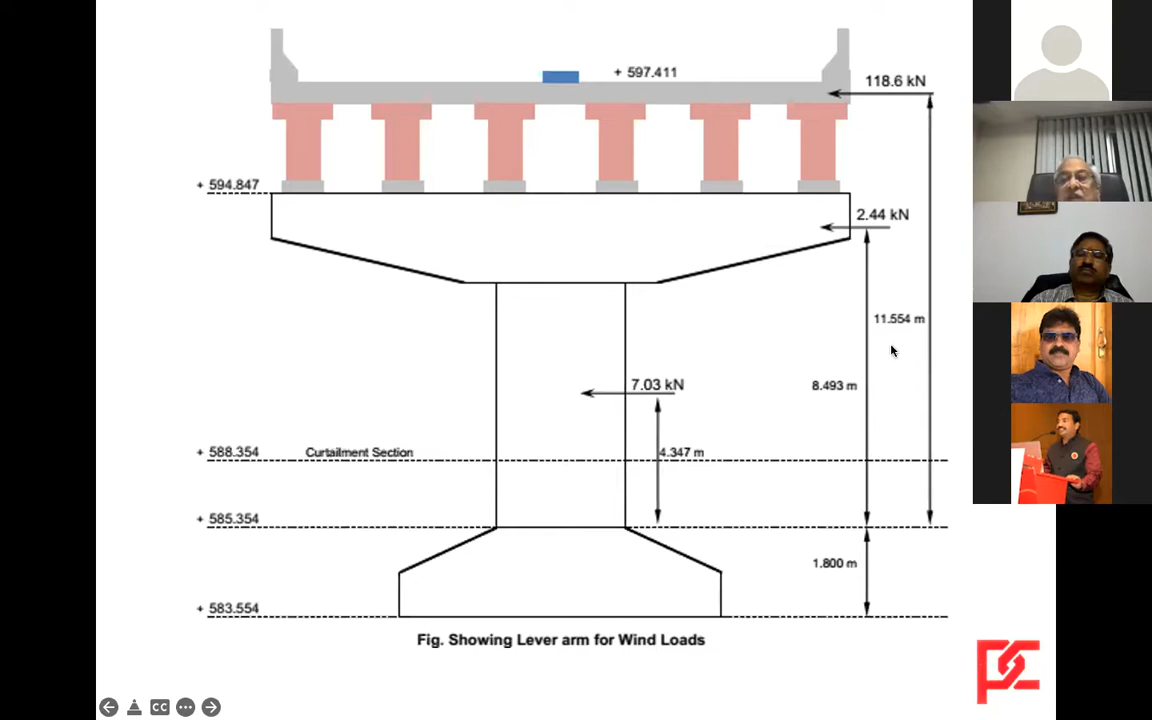 + 597.411
118.6 kN
+ 594.847
2.44 kN
11.554 m
7.03 kN
8.493 m
+ 588.354
Curtailment Section
4.347 m
+ 585.354
1.800 m
+ 583.554
Fig. Showing Lever arm for Wind Loads
CC